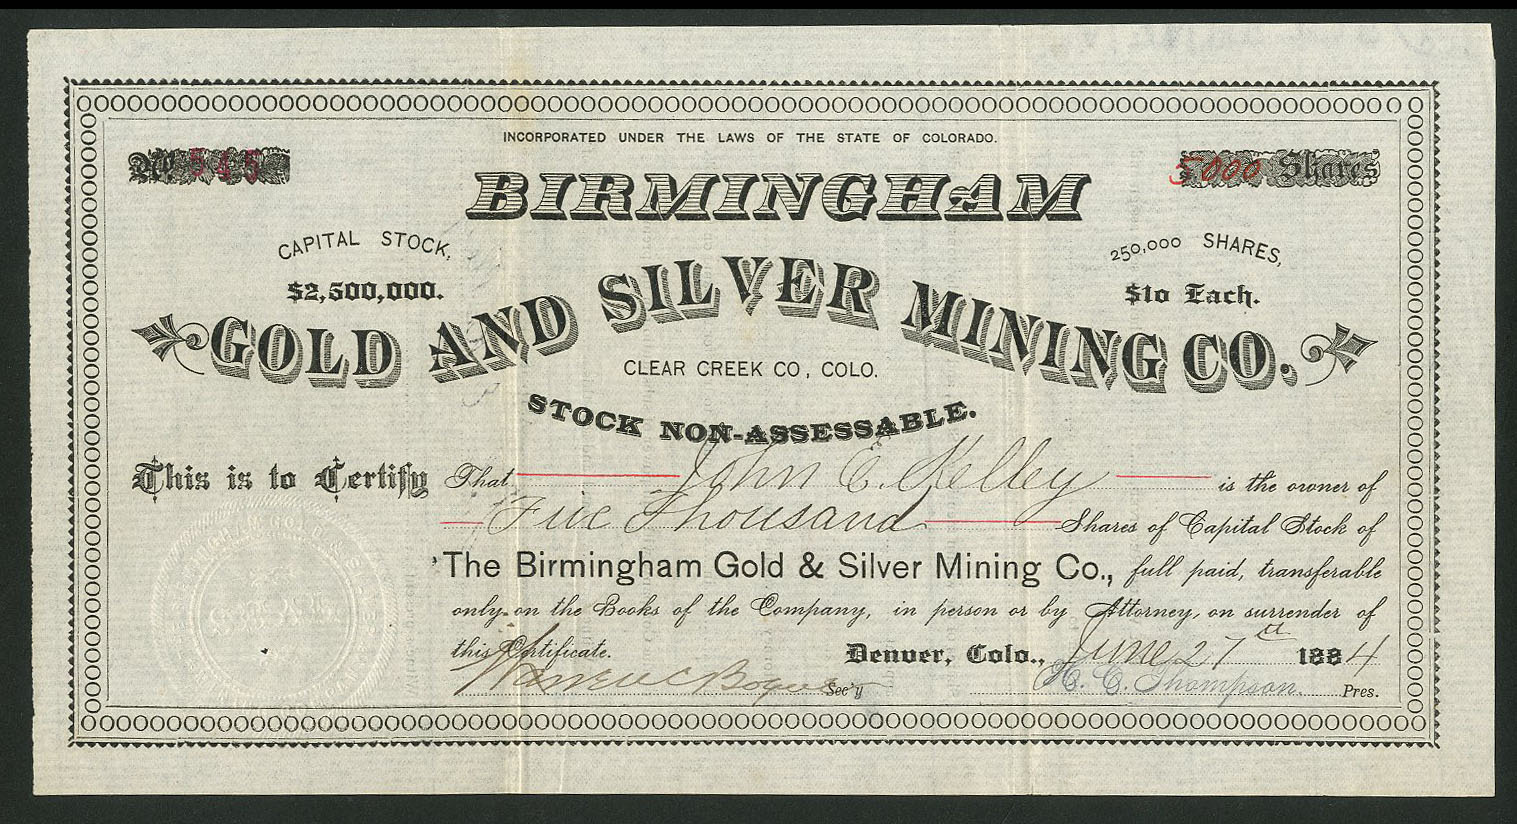 INCORPORATED UNDER THE LAWS OF THE STATE OF COLORADO.
No. 545
5000 Shares
BIRMINGHAM
CAPITAL STOCK,
$2,500,000.
250,000 SHARES,
$10 Each.
GOLD AND SILVER MINING CO.
CLEAR CREEK CO, COLO.
STOCK NON-ASSESSABLE.
This is to Certify That John E. Kelley is the owner of
Five Thousand Shares of Capital Stock of
The Birmingham Gold & Silver Mining Co., full paid, transferable
only on the Books of the Company, in person or by Attorney, on surrender of
this Certificate. Denver, Colo., June 27th 1884
Warren C Bogue Sec'y H. C. Thompson. Pres.